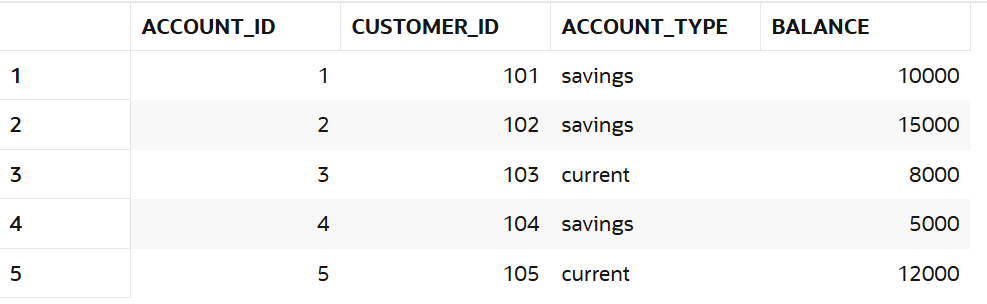 ACCOUNT_ID CUSTOMER_ID ACCOUNT_TYPE BALANCE
1 1 101 savings 10000
2 2 102 savings 15000
3 3 103 current 8000
4 4 104 savings 5000
5 5 105 current 12000